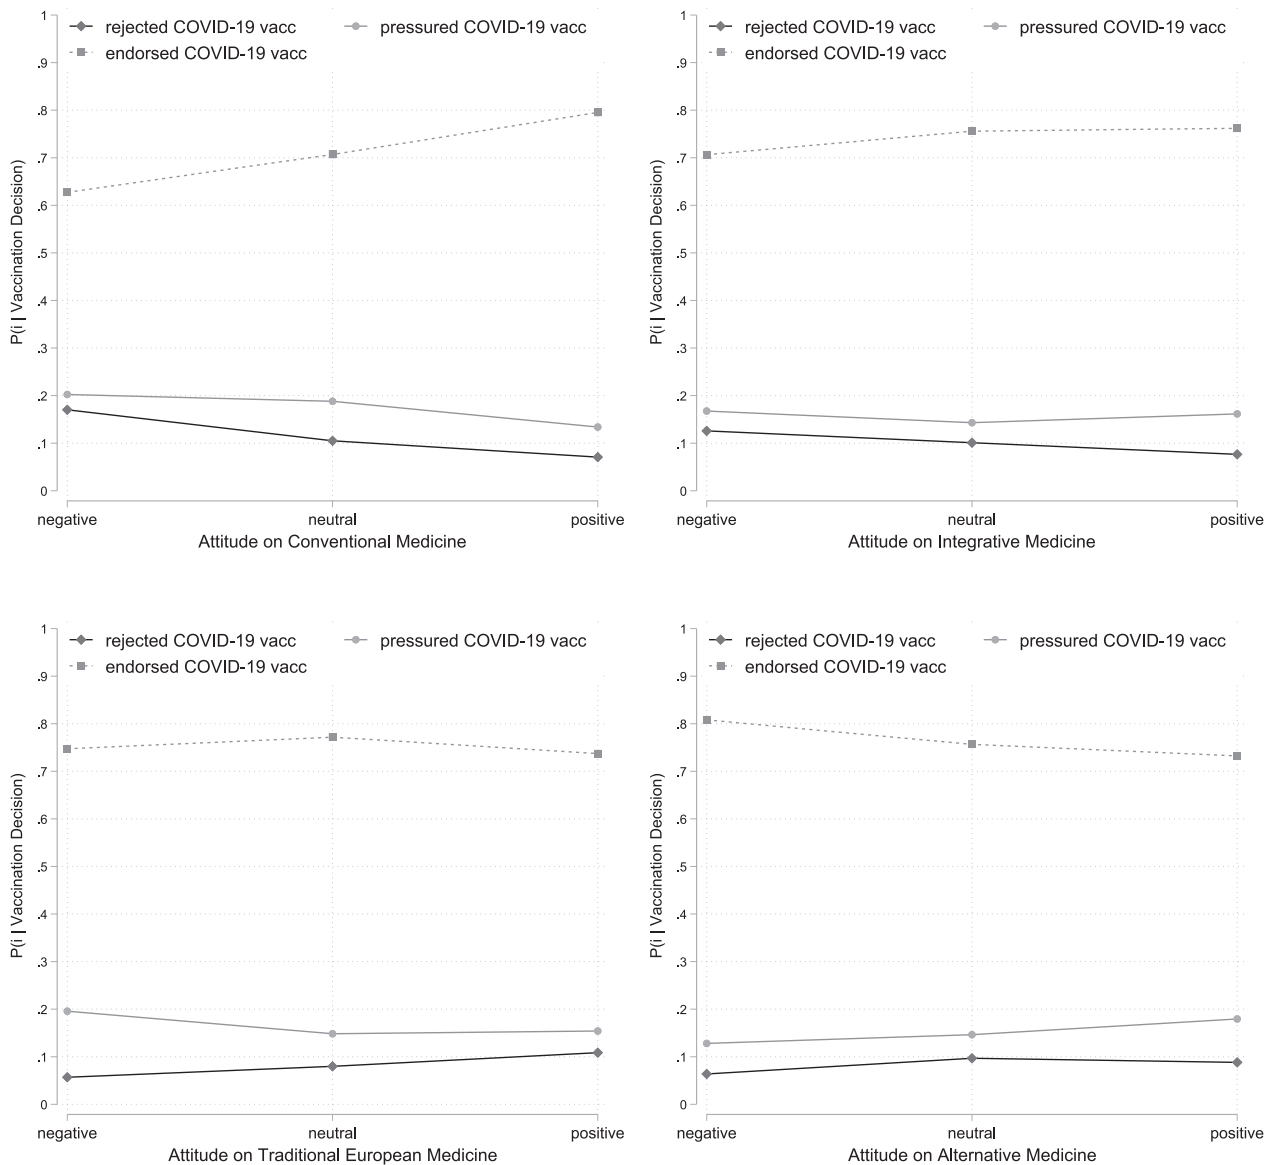 1
rejected COVID-19 vacc
pressured COVID-19 vacc
endorsed COVID-19 vacc
.9
.8
.7
.6
.5
.4
.3
.2
.1
0
P(i | Vaccination Decision)
negative
neutral
positive
Attitude on Conventional Medicine
1
rejected COVID-19 vacc
pressured COVID-19 vacc
endorsed COVID-19 vacc
.9
.8
.7
.6
.5
.4
.3
.2
.1
0
P(i | Vaccination Decision)
negative
neutral
positive
Attitude on Integrative Medicine
1
rejected COVID-19 vacc
pressured COVID-19 vacc
endorsed COVID-19 vacc
.9
.8
.7
.6
.5
.4
.3
.2
.1
0
P(i | Vaccination Decision)
negative
neutral
positive
Attitude on Traditional European Medicine
1
rejected COVID-19 vacc
pressured COVID-19 vacc
endorsed COVID-19 vacc
.9
.8
.7
.6
.5
.4
.3
.2
.1
0
P(i | Vaccination Decision)
negative
neutral
positive
Attitude on Alternative Medicine